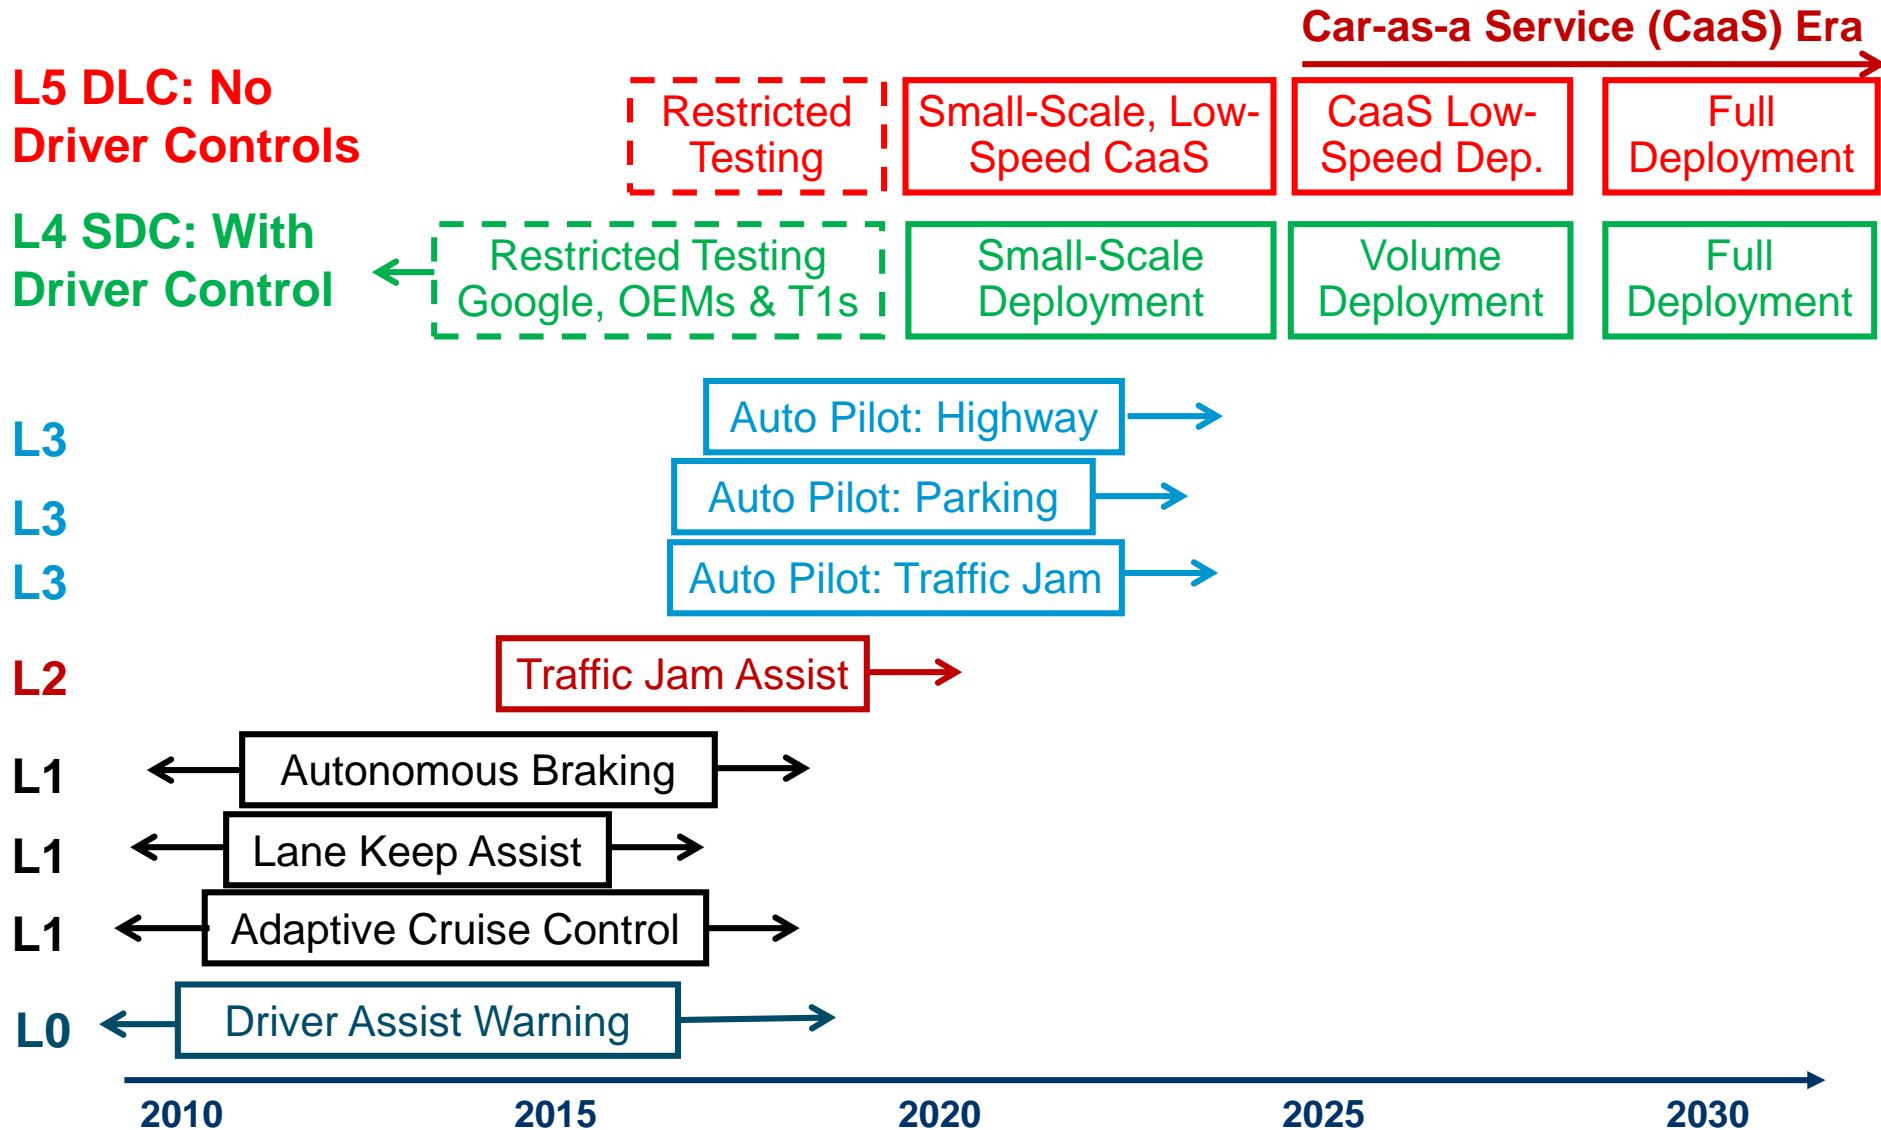 Car-as-a Service (CaaS) Era
L5 DLC: No
Driver Controls
Restricted
Testing
Small-Scale, Low-
Speed CaaS
CaaS Low-
Speed Dep.
Full
Deployment
L4 SDC: With
Driver Control
Restricted Testing
Google, OEMs & T1s
Small-Scale
Deployment
Volume
Deployment
Full
Deployment
L3
Auto Pilot: Highway
L3
Auto Pilot: Parking
L3
Auto Pilot: Traffic Jam
L2
Traffic Jam Assist
L1
Autonomous Braking
L1
Lane Keep Assist
L1
Adaptive Cruise Control
L0
Driver Assist Warning
2010
2015
2020
2025
2030